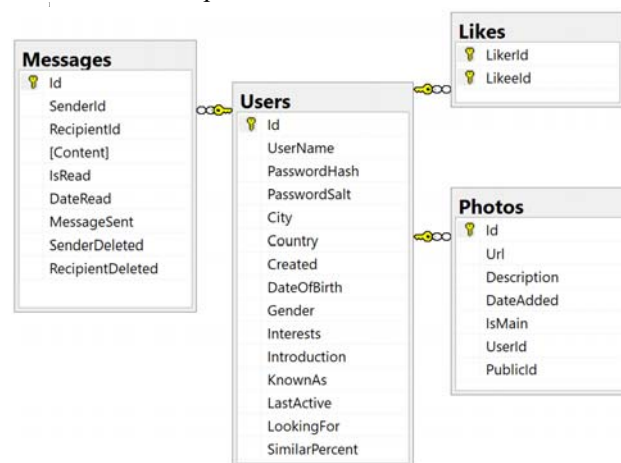 Messages
Id
SenderId
RecipientId
[Content]
IsRead
DateRead
MessageSent
SenderDeleted
RecipientDeleted
Users
Id
UserName
PasswordHash
PasswordSalt
City
Country
Created
DateOfBirth
Gender
Interests
Introduction
KnownAs
LastActive
LookingFor
SimilarPercent
Likes
LikerId
LikeeId
Photos
Id
Url
Description
DateAdded
IsMain
UserId
PublicId